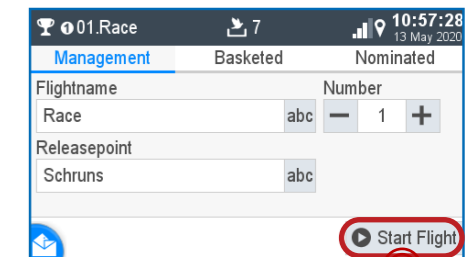 ❶ 01.Race 7 10:57:28
13 May 2020
Management Basketed Nominated
Flightname Number
Race abc − 1 +
Releasepoint
Schruns abc
Start Flight